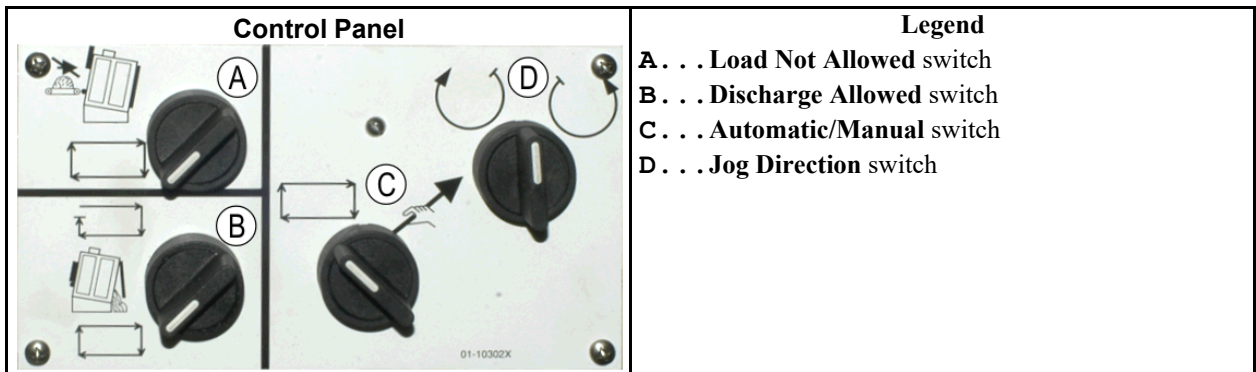 Control Panel
A
B
C
D
01-10302X
Legend
A . . . Load Not Allowed switch
B . . . Discharge Allowed switch
C . . . Automatic/Manual switch
D . . . Jog Direction switch